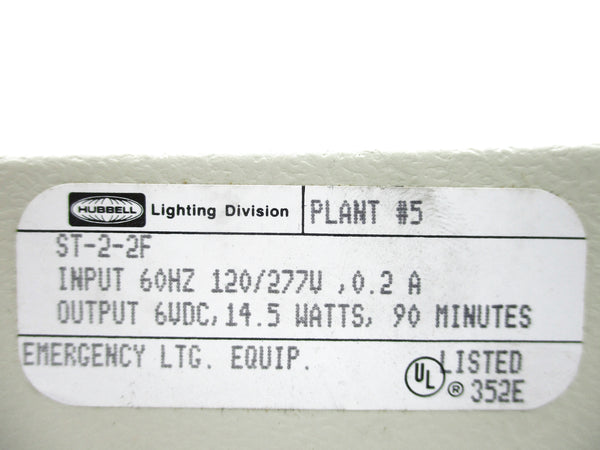 HUBBELL Lighting Division PLANT #5
ST-2-2F
INPUT 60HZ 120/277V ,0.2 A
OUTPUT 6VDC, 14.5 WATTS, 90 MINUTES
EMERGENCY LTG. EQUIP. LISTED
UL ® 352E